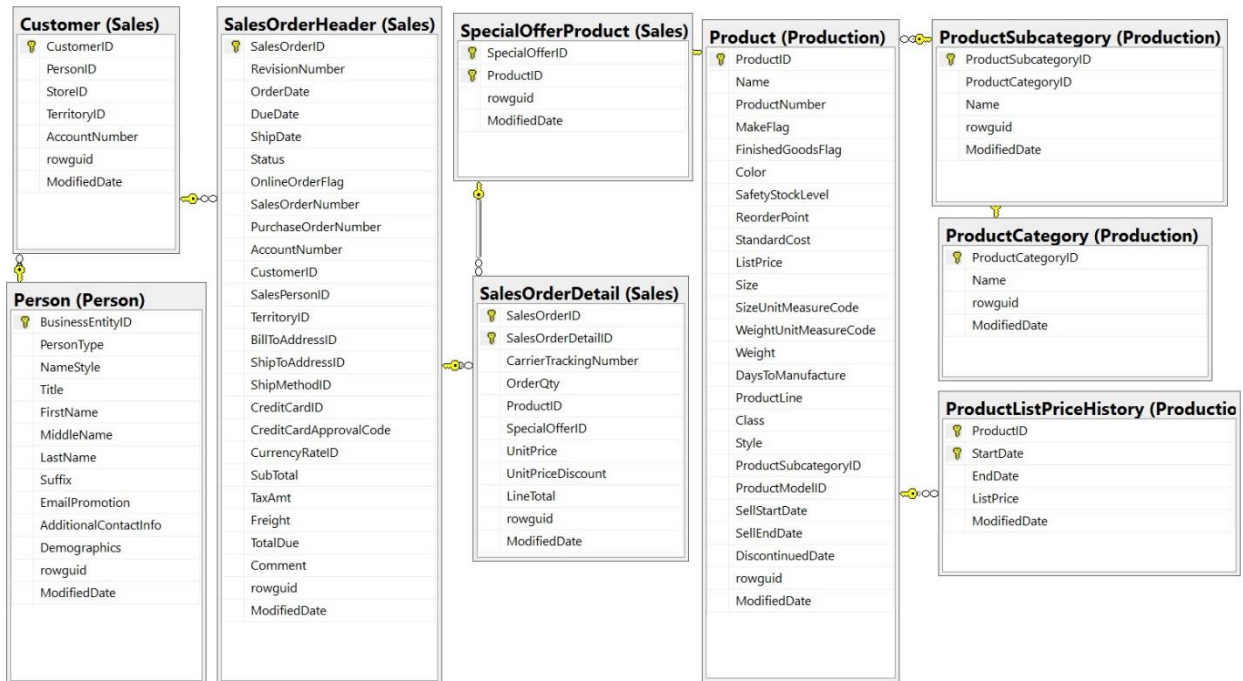 Customer (Sales)
CustomerID
PersonID
StoreID
TerritoryID
AccountNumber
rowguid
ModifiedDate
Person (Person)
BusinessEntityID
PersonType
NameStyle
Title
FirstName
MiddleName
LastName
Suffix
EmailPromotion
AdditionalContactInfo
Demographics
rowguid
ModifiedDate
SalesOrderHeader (Sales)
SalesOrderID
RevisionNumber
OrderDate
DueDate
ShipDate
Status
OnlineOrderFlag
SalesOrderNumber
PurchaseOrderNumber
AccountNumber
CustomerID
SalesPersonID
TerritoryID
BillToAddressID
ShipToAddressID
ShipMethodID
CreditCardID
CreditCardApprovalCode
CurrencyRateID
SubTotal
TaxAmt
Freight
TotalDue
Comment
rowguid
ModifiedDate
SpecialOfferProduct (Sales)
SpecialOfferID
ProductID
rowguid
ModifiedDate
SalesOrderDetail (Sales)
SalesOrderID
SalesOrderDetailID
CarrierTrackingNumber
OrderQty
ProductID
SpecialOfferID
UnitPrice
UnitPriceDiscount
LineTotal
rowguid
ModifiedDate
Product (Production)
ProductID
Name
ProductNumber
MakeFlag
FinishedGoodsFlag
Color
SafetyStockLevel
ReorderPoint
StandardCost
ListPrice
Size
SizeUnitMeasureCode
WeightUnitMeasureCode
Weight
DaysToManufacture
ProductLine
Class
Style
ProductSubcategoryID
ProductModelID
SellStartDate
SellEndDate
DiscontinuedDate
rowguid
ModifiedDate
ProductSubcategory (Production)
ProductSubcategoryID
ProductCategoryID
Name
rowguid
ModifiedDate
ProductCategory (Production)
ProductCategoryID
Name
rowguid
ModifiedDate
ProductListPriceHistory (Productio
ProductID
StartDate
EndDate
ListPrice
ModifiedDate